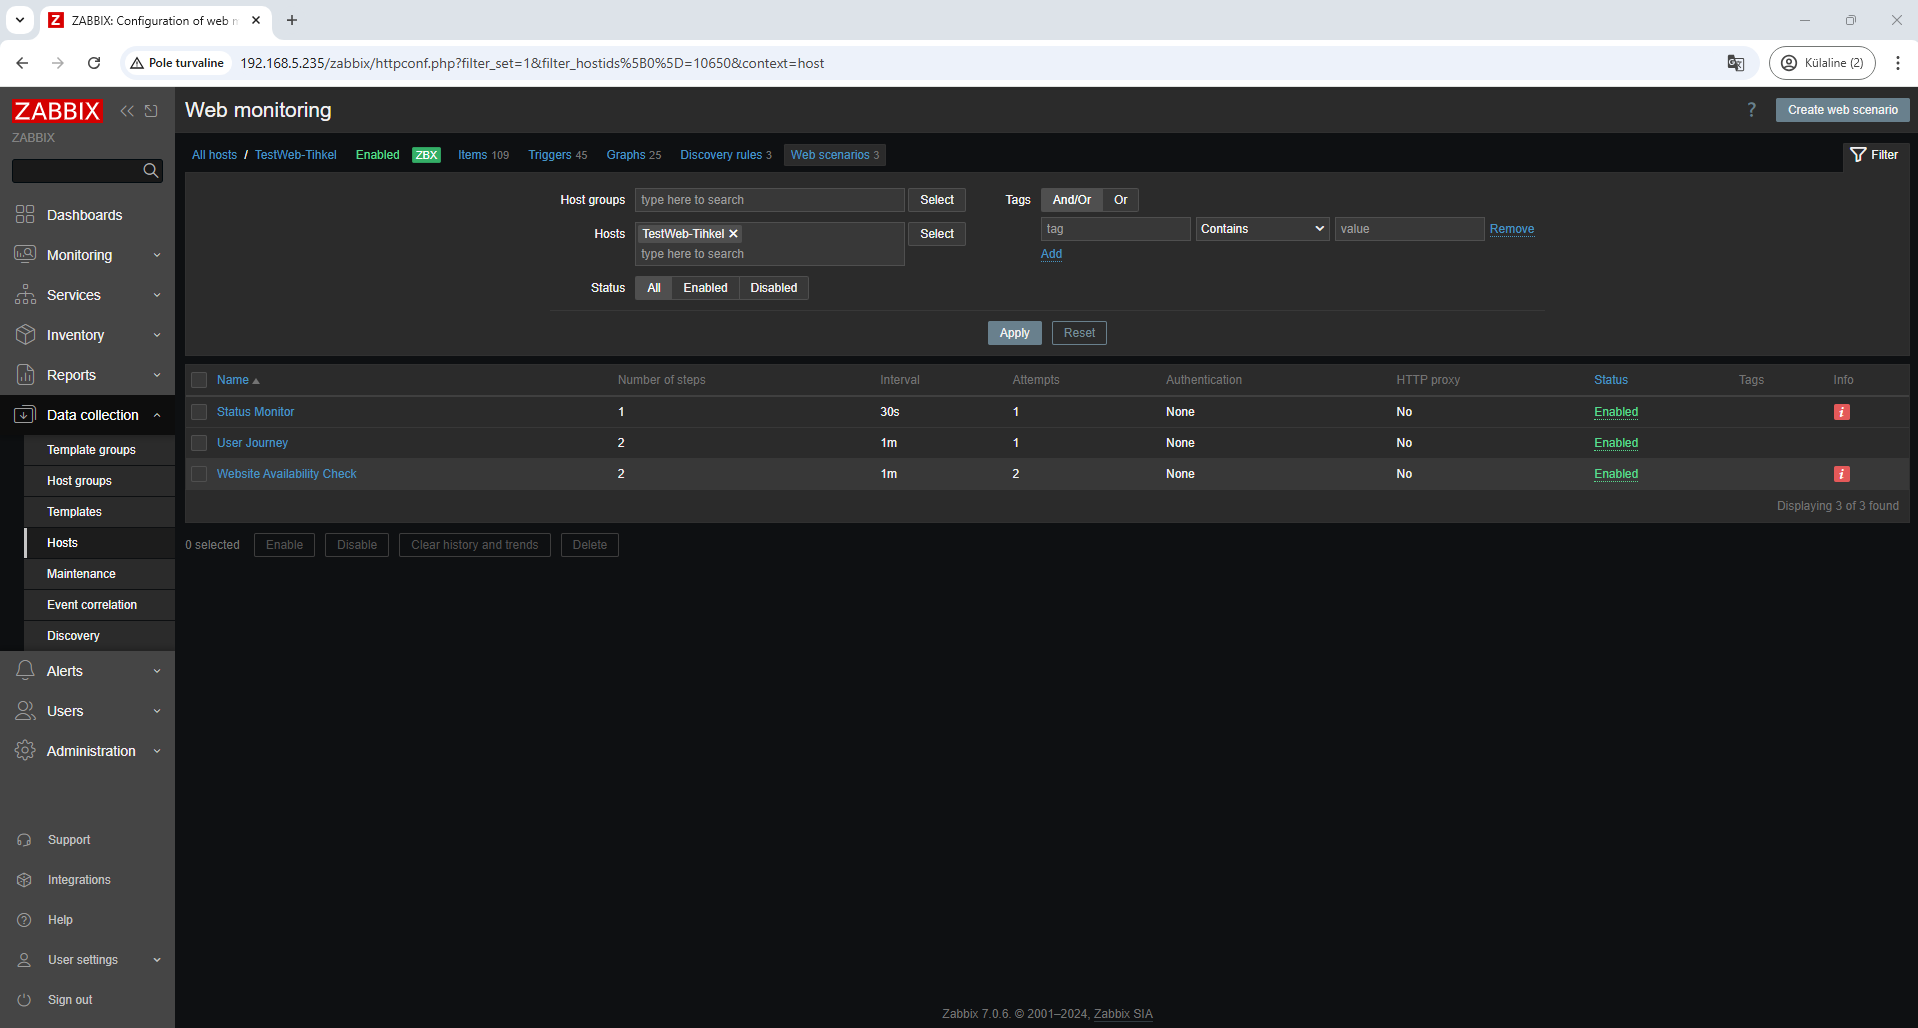 ZABBIX: Configuration of web m
Pole turvaline
192.168.5.235/zabbix/httpconf.php?filter_set=1&filter_hostids%5B0%5D=10650&context=host
Külaline (2)
ZABBIX
ZABBIX
Dashboards
Monitoring
Services
Inventory
Reports
Data collection
Template groups
Host groups
Templates
Hosts
Maintenance
Event correlation
Discovery
Alerts
Users
Administration
Support
Integrations
Help
User settings
Sign out
Web monitoring
? Create web scenario
All hosts / TestWeb-Tihkel Enabled ZBX Items 109 Triggers 45 Graphs 25 Discovery rules 3 Web scenarios 3
Filter
Host groups type here to search Select
Hosts TestWeb-Tihkel Select
type here to search
Status All Enabled Disabled
Tags And/Or Or
tag Contains value Remove
Add
Apply Reset
Name Number of steps Interval Attempts Authentication HTTP proxy Status Tags Info
Status Monitor 1 30s 1 None No Enabled i
User Journey 2 1m 1 None No Enabled
Website Availability Check 2 1m 2 None No Enabled i
Displaying 3 of 3 found
0 selected Enable Disable Clear history and trends Delete
Zabbix 7.0.6. © 2001–2024, Zabbix SIA